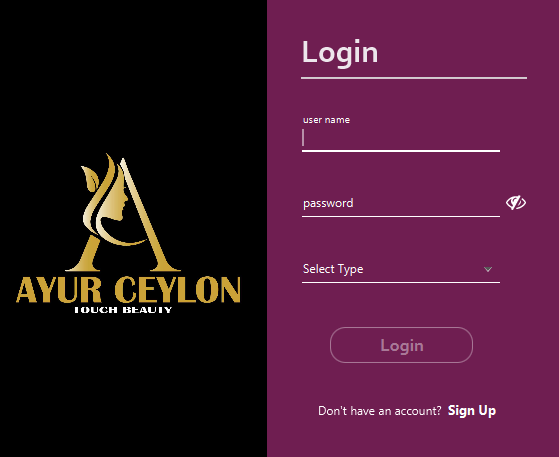 AYUR CEYLON
TOUCH BEAUTY
Login
user name
password
Select Type
Login
Don't have an account? Sign Up